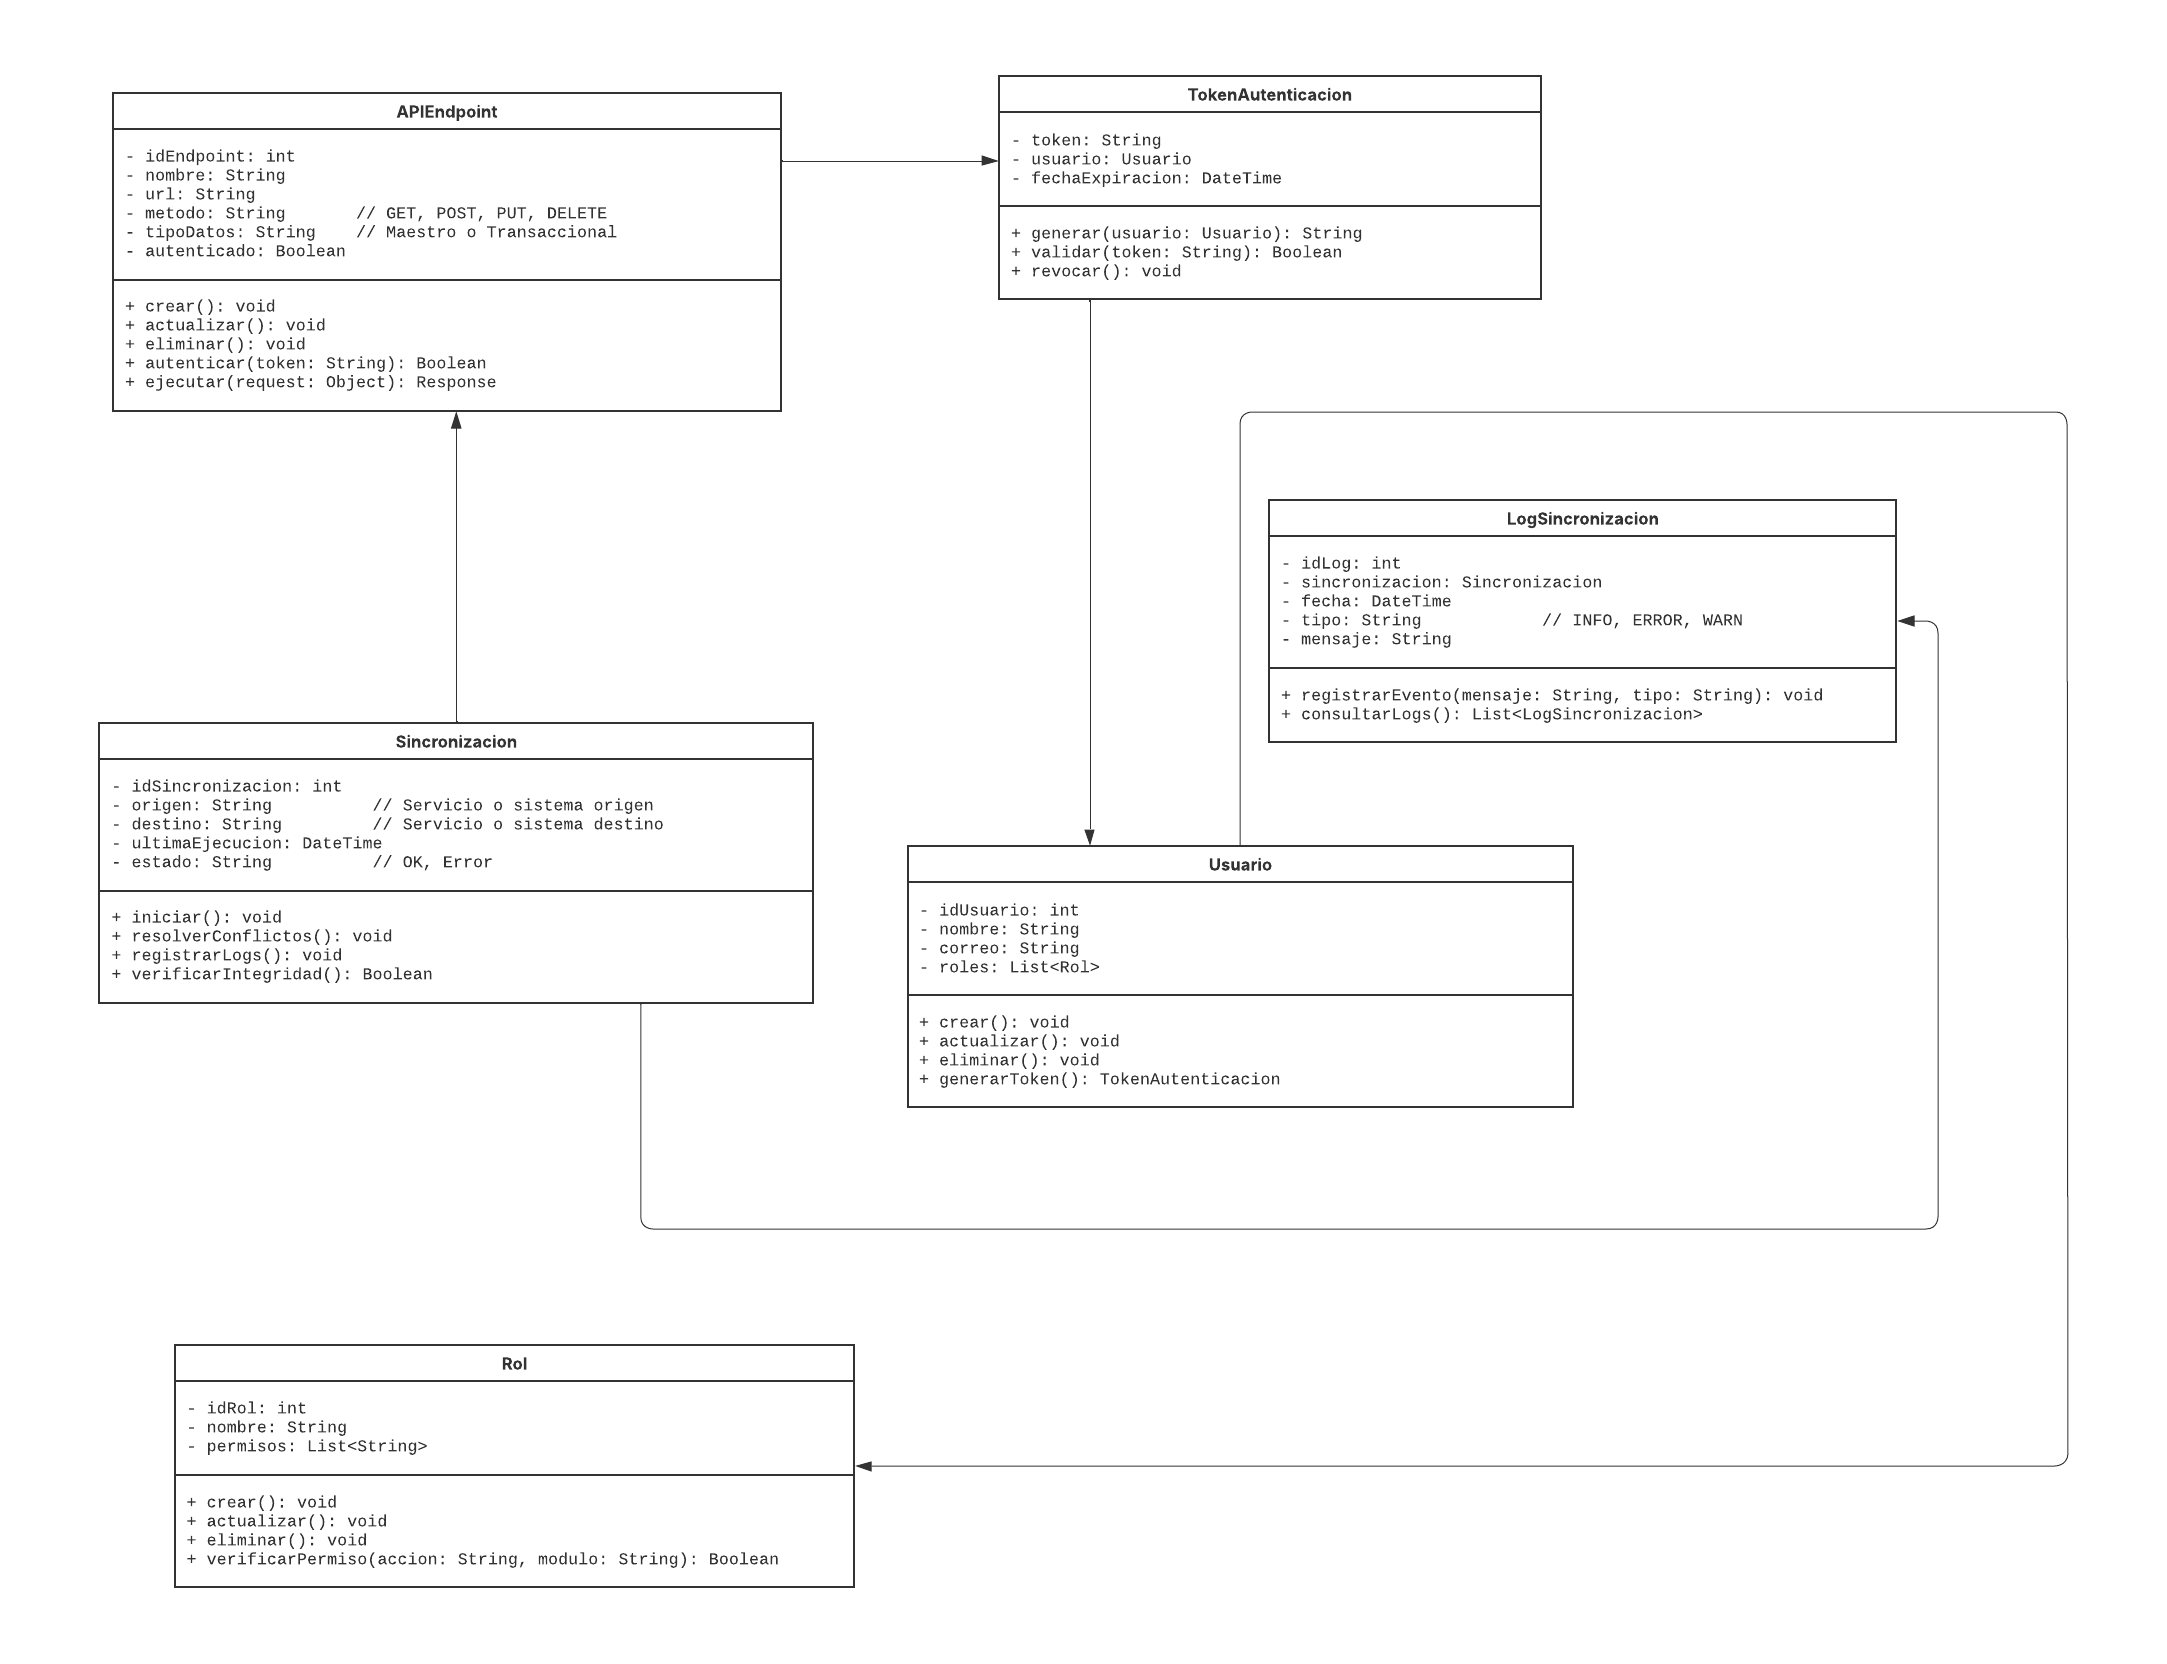 APIEndpoint
- idEndpoint: int
- nombre: String
- url: String
- metodo: String       // GET, POST, PUT, DELETE
- tipoDatos: String    // Maestro o Transaccional
- autenticado: Boolean
+ crear(): void
+ actualizar(): void
+ eliminar(): void
+ autenticar(token: String): Boolean
+ ejecutar(request: Object): Response
TokenAutenticacion
- token: String
- usuario: Usuario
- fechaExpiracion: DateTime
+ generar(usuario: Usuario): String
+ validar(token: String): Boolean
+ revocar(): void
LogSincronizacion
- idLog: int
- sincronizacion: Sincronizacion
- fecha: DateTime
- tipo: String            // INFO, ERROR, WARN
- mensaje: String
+ registrarEvento(mensaje: String, tipo: String): void
+ consultarLogs(): List<LogSincronizacion>
Sincronizacion
- idSincronizacion: int
- origen: String          // Servicio o sistema origen
- destino: String         // Servicio o sistema destino
- ultimaEjecucion: DateTime
- estado: String          // OK, Error
+ iniciar(): void
+ resolverConflictos(): void
+ registrarLogs(): void
+ verificarIntegridad(): Boolean
Usuario
- idUsuario: int
- nombre: String
- correo: String
- roles: List<Rol>
+ crear(): void
+ actualizar(): void
+ eliminar(): void
+ generarToken(): TokenAutenticacion
Rol
- idRol: int
- nombre: String
- permisos: List<String>
+ crear(): void
+ actualizar(): void
+ eliminar(): void
+ verificarPermiso(accion: String, modulo: String): Boolean